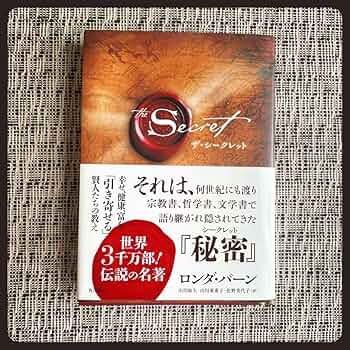 the Secret
ザ・シークレット
それは、何世紀にも渡り
宗教書、哲学書、文学書で
語り継がれ隠されてきた
シークレット
『秘密』
ロンダ・バーン
幸せ、健康、富を
「引き寄せる」
賢人たちの教え
世界
3千万部!
伝説の名著